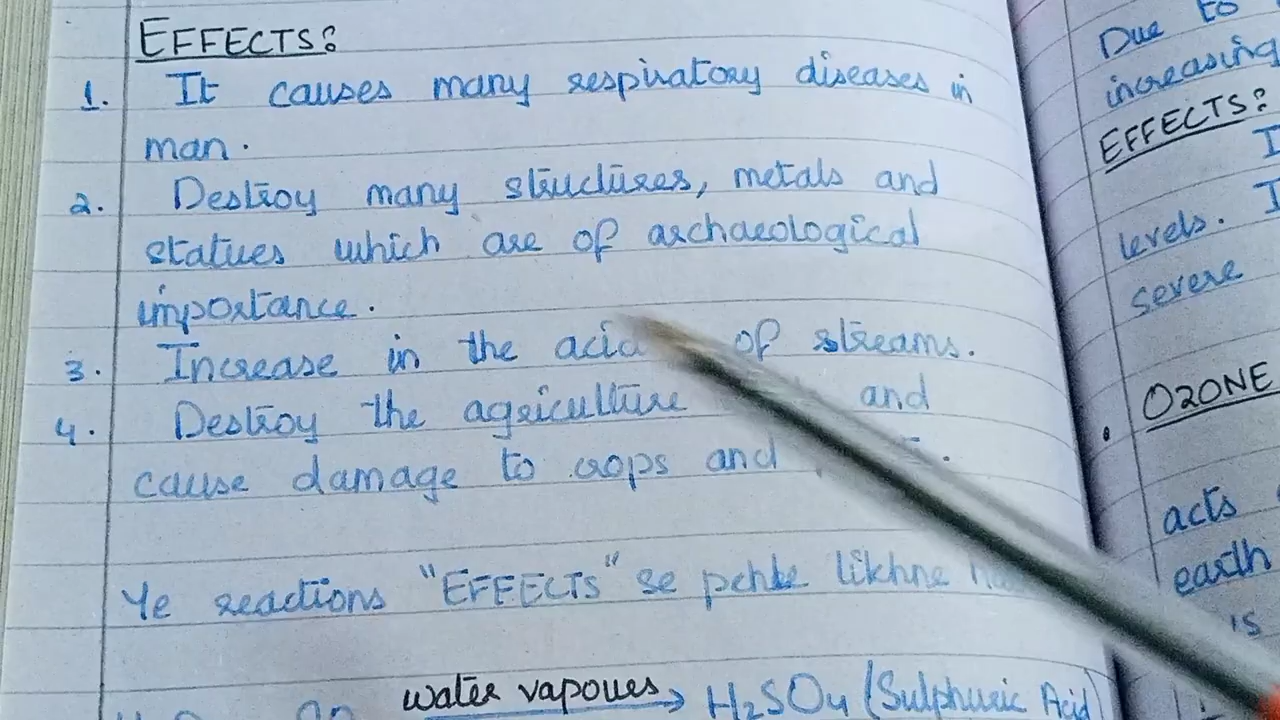 EFFECTS:
1. It causes many respiratory diseases in
man.
2. Destroy many structures, metals and
statues which are of archaeological
importance.
3. Increase in the acid of streams.
4. Destroy the agriculture and
cause damage to crops and
Ye reactions "EFFECTS" se pehle likhne
water vapours → H₂SO₄ (Sulphuric Acid)
Due to
increasing
EFFECTS:
levels.
severe
• OZONE
acts
earth
is